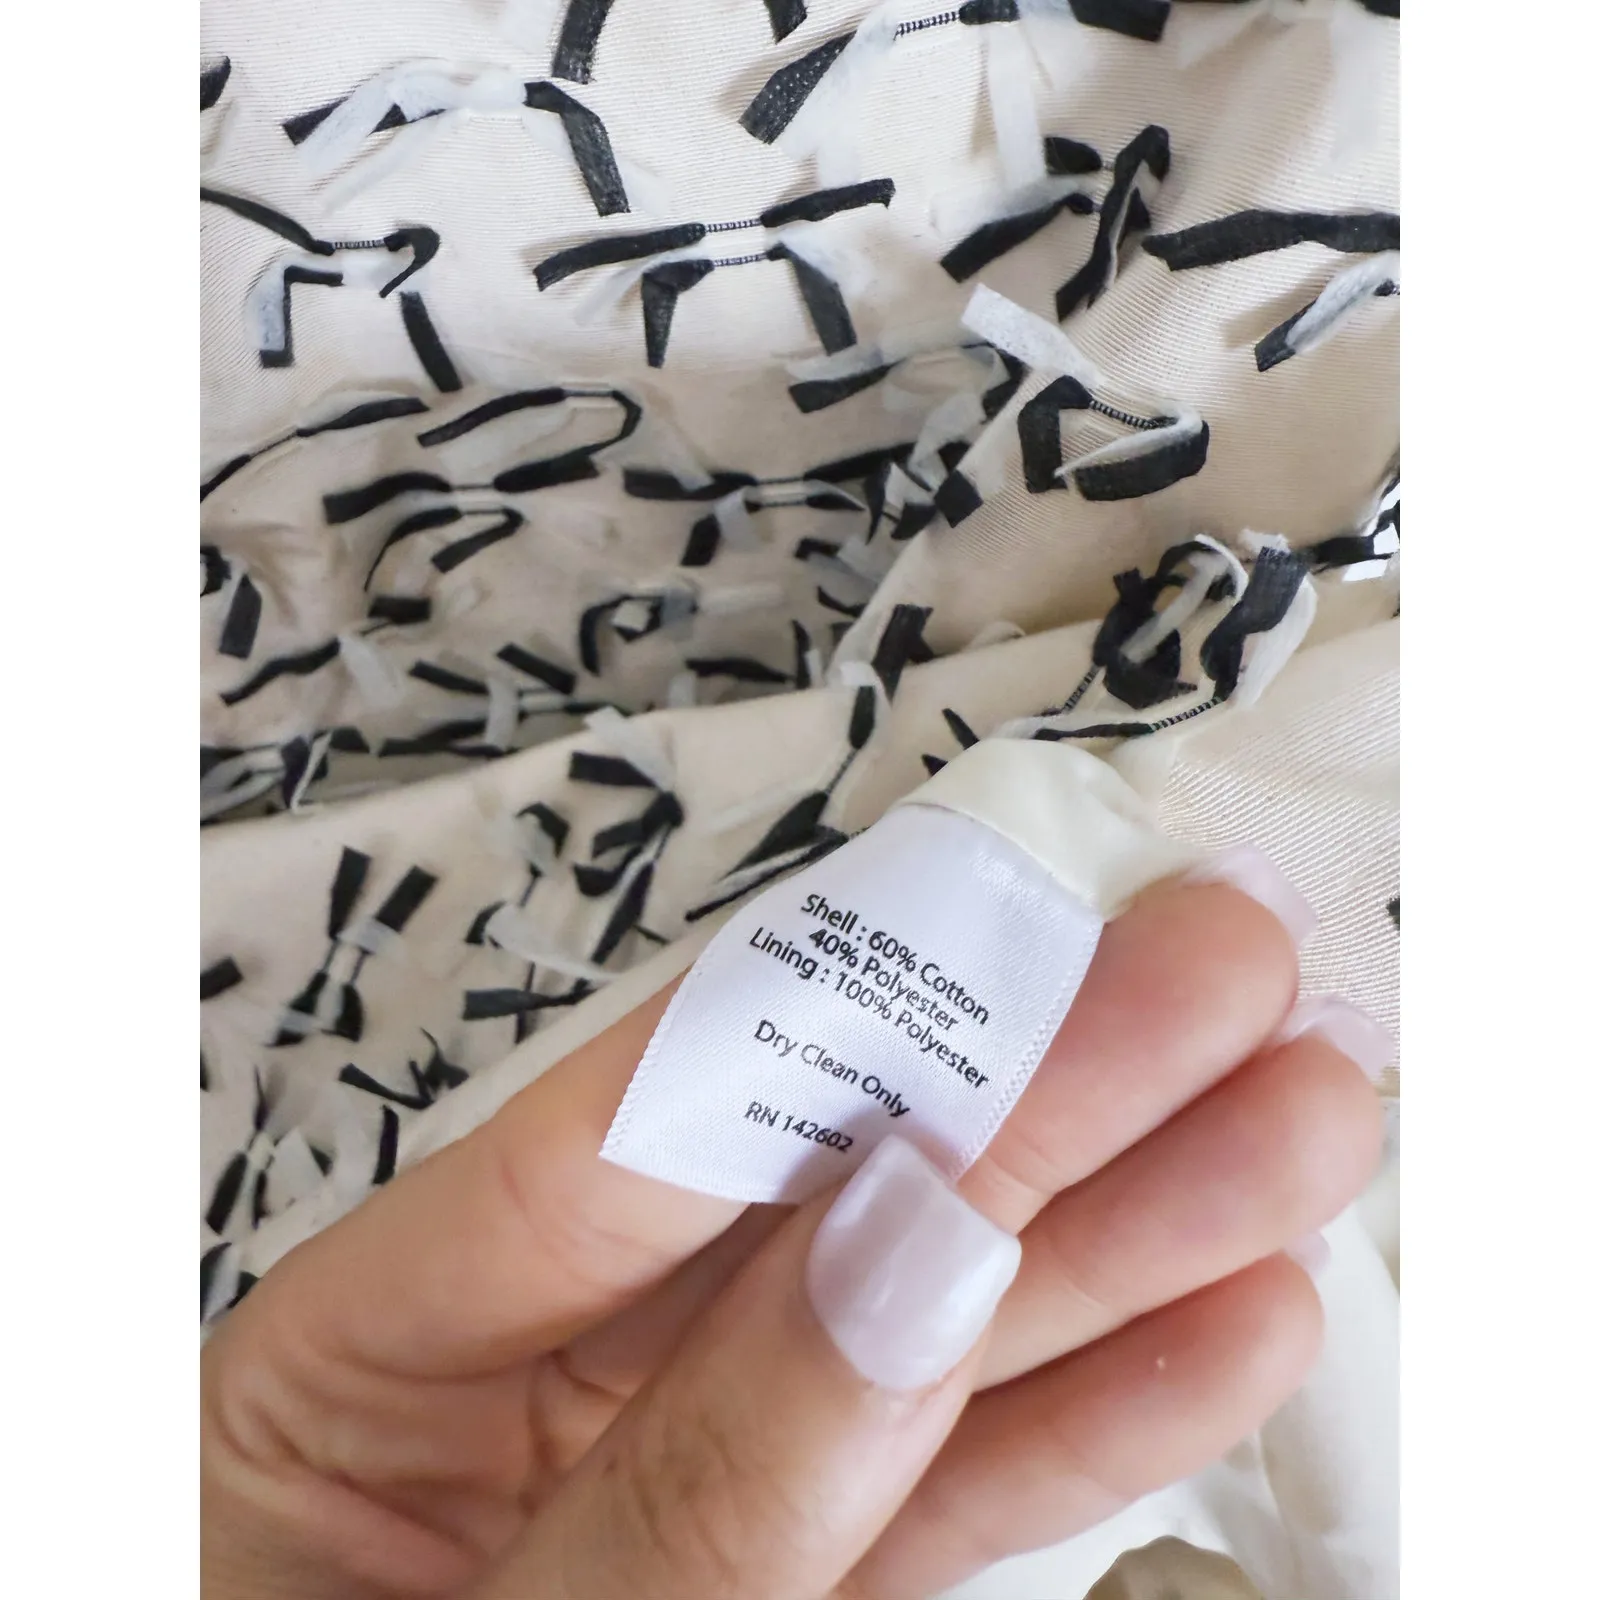 Shell : 60% Cotton
40% Polyester
Lining : 100% Polyester
Dry Clean Only
RN 142602